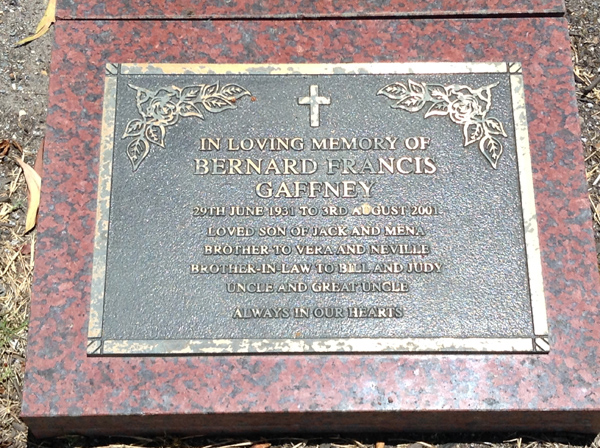 IN LOVING MEMORY OF
BERNARD FRANCIS
GAFFNEY
29TH JUNE 1931 TO 3RD AUGUST 2001
LOVED SON OF JACK AND MENA
BROTHER TO VERA AND NEVILLE
BROTHER-IN-LAW TO BILL AND JUDY
UNCLE AND GREAT UNCLE
ALWAYS IN OUR HEARTS